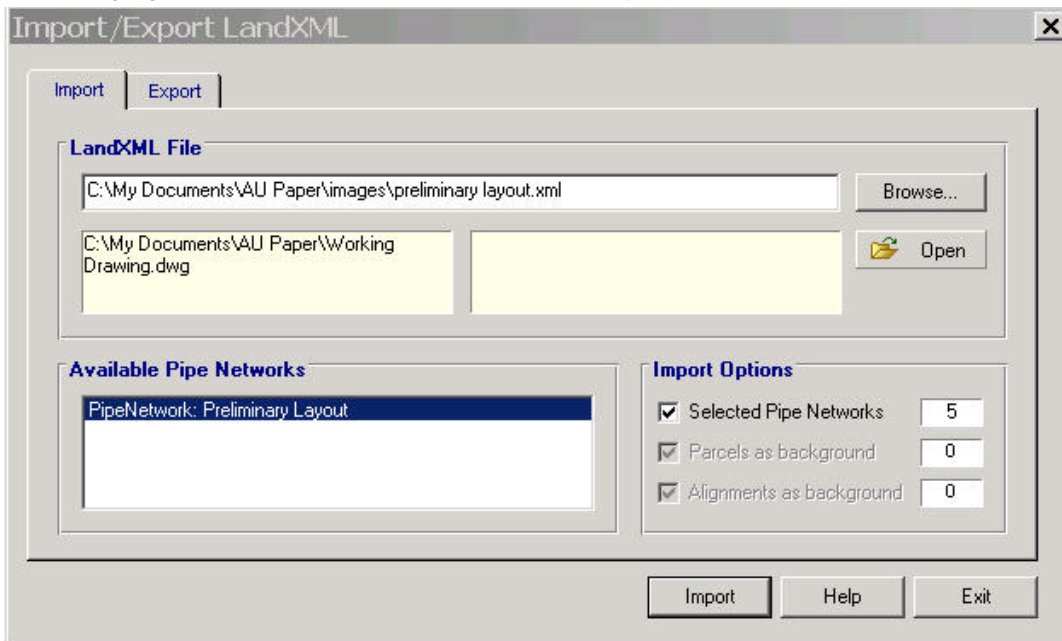 Import/Export LandXML
Import
Export
LandXML File
C:\My Documents\AU Paper\images\preliminary layout.xml
Browse...
C:\My Documents\AU Paper\Working
Drawing.dwg
Open
Available Pipe Networks
PipeNetwork: Preliminary Layout
Import Options
Selected Pipe Networks 5
Parcels as background 0
Alignments as background 0
Import
Help
Exit